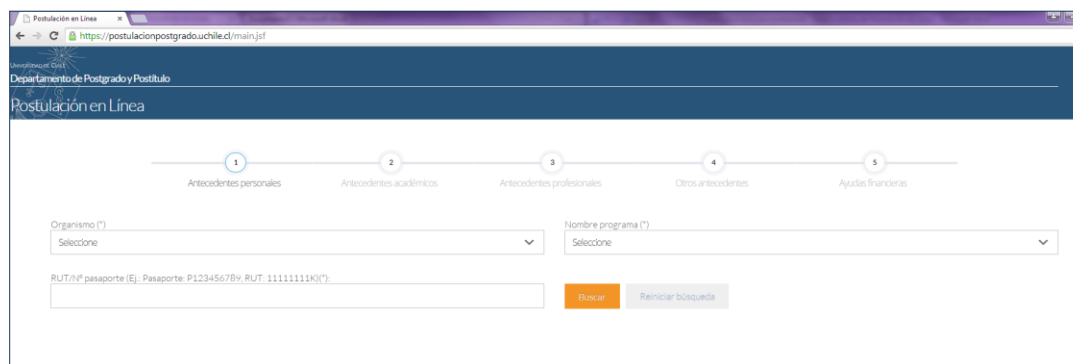 Postulación en Línea
https://postulacionpostgrado.uchile.cl/main.jsf
UNIVERSIDAD DE CHILE
Departamento de Postgrado y Postítulo
Postulación en Línea
1 2 3 4 5
Antecedentes personales Antecedentes académicos Antecedentes profesionales Otros antecedentes Ayudas financieras
Organismo (*) Nombre programa (*)
Seleccione Seleccione
RUT/Nº pasaporte (Ej.: Pasaporte: P123456789, RUT: 11111111K)(*):
Buscar Reiniciar búsqueda